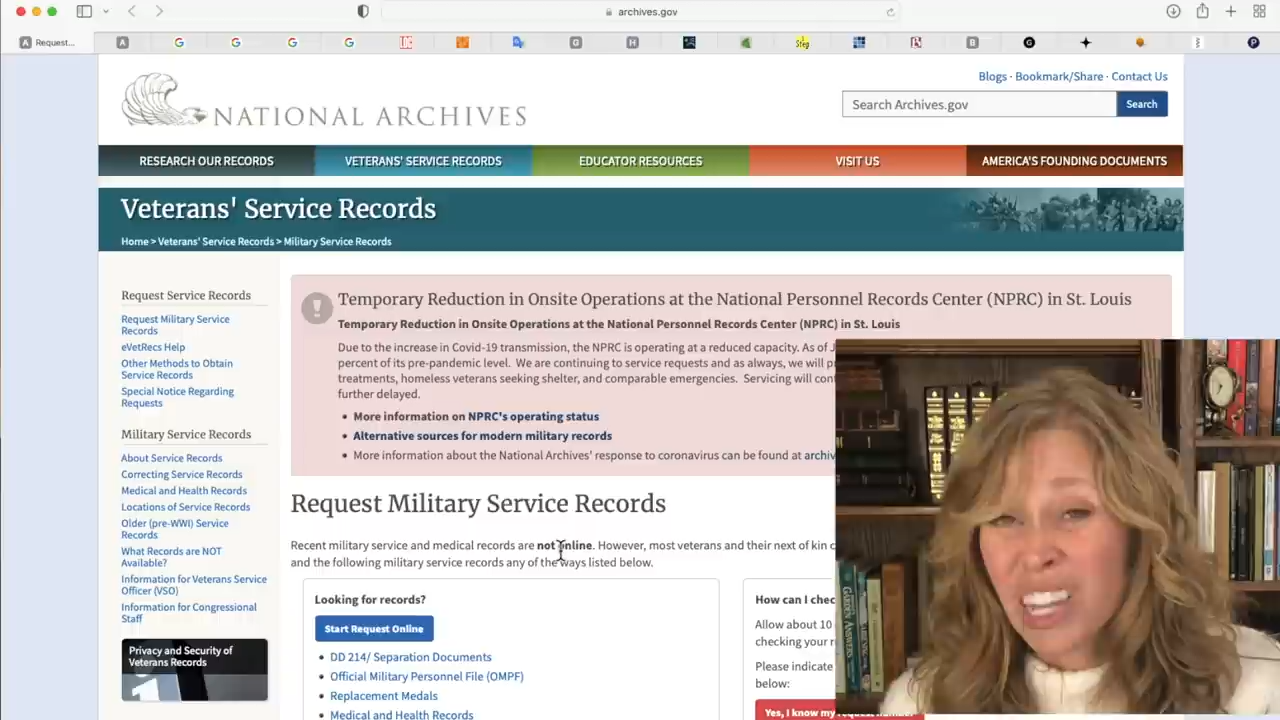 archives.gov
Request...
NATIONAL ARCHIVES
Blogs · Bookmark/Share · Contact Us
Search Archives.gov
Search
RESEARCH OUR RECORDS
VETERANS' SERVICE RECORDS
EDUCATOR RESOURCES
VISIT US
AMERICA'S FOUNDING DOCUMENTS
Veterans' Service Records
Home > Veterans' Service Records > Military Service Records
Request Service Records
Request Military Service
Records
eVetRecs Help
Other Methods to Obtain
Service Records
Special Notice Regarding
Requests
Military Service Records
About Service Records
Correcting Service Records
Medical and Health Records
Locations of Service Records
Older (pre-WWI) Service
Records
What Records are NOT
Available?
Information for Veterans Service
Officer (VSO)
Information for Congressional
Staff
Privacy and Security of
Veterans Records
Temporary Reduction in Onsite Operations at the National Personnel Records Center (NPRC) in St. Louis
Temporary Reduction in Onsite Operations at the National Personnel Records Center (NPRC) in St. Louis
Due to the increase in Covid-19 transmission, the NPRC is operating at a reduced capacity. As of J
percent of its pre-pandemic level. We are continuing to service requests and as always, we will p
treatments, homeless veterans seeking shelter, and comparable emergencies. Servicing will cont
further delayed.
More information on NPRC's operating status
Alternative sources for modern military records
More information about the National Archives' response to coronavirus can be found at archiv
Request Military Service Records
Recent military service and medical records are not online. However, most veterans and their next of kin c
and the following military service records any of the ways listed below.
Looking for records?
Start Request Online
DD 214/ Separation Documents
Official Military Personnel File (OMPF)
Replacement Medals
Medical and Health Records
How can I chec
Allow about 10
checking your r
Please indicate
below:
Yes, I know my request number
GARDEN ANSWERS